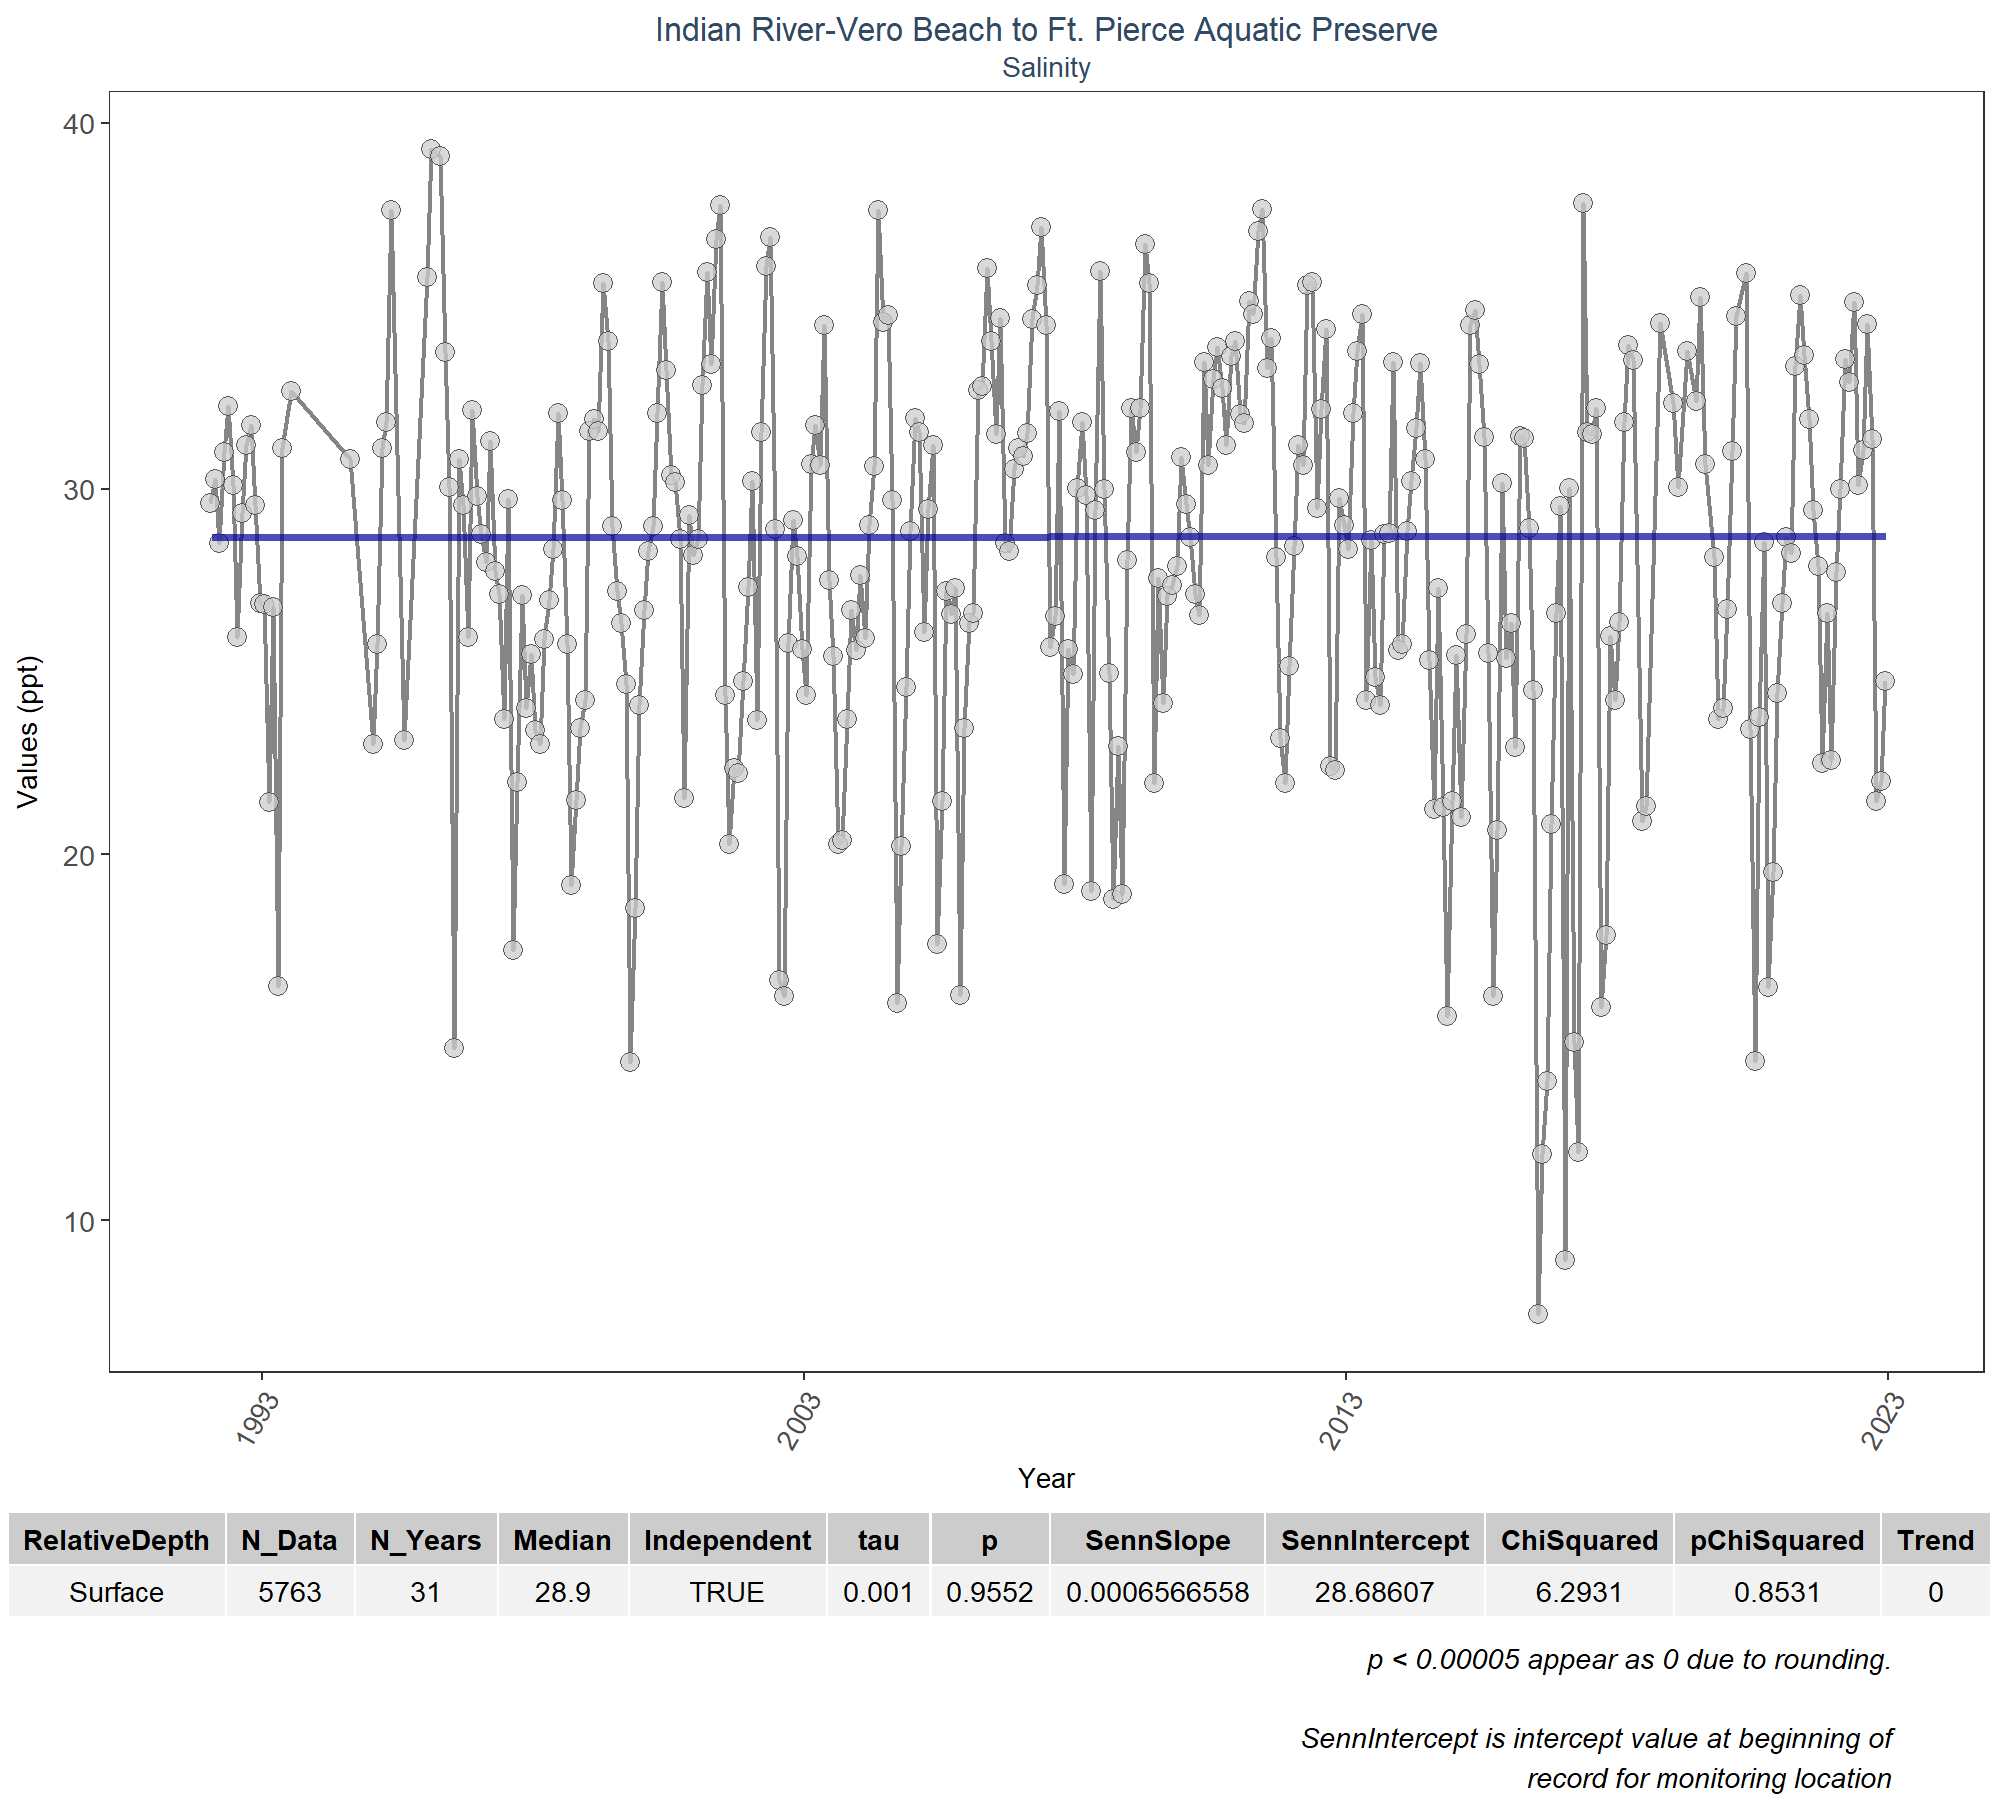 Indian River-Vero Beach to Ft. Pierce Aquatic Preserve
Salinity
40
30
20
10
Values (ppt)
1993
2003
2013
2023
Year
RelativeDepth N_Data N_Years Median Independent tau p SennSlope SennIntercept ChiSquared pChiSquared Trend
Surface 5763 31 28.9 TRUE 0.001 0.9552 0.0006566558 28.68607 6.2931 0.8531 0
p < 0.00005 appear as 0 due to rounding.
SennIntercept is intercept value at beginning of
record for monitoring location